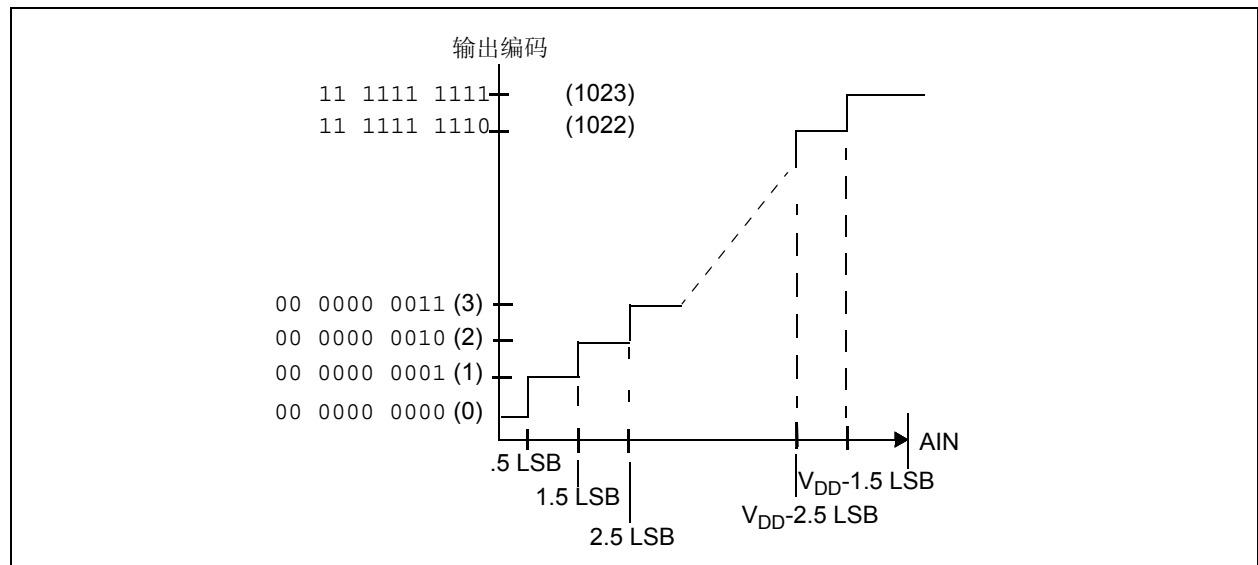 输出编码
11 1111 1111 (1023)
11 1111 1110 (1022)
00 0000 0011 (3)
00 0000 0010 (2)
00 0000 0001 (1)
00 0000 0000 (0)
AIN
.5 LSB
1.5 LSB
2.5 LSB
VDD-2.5 LSB
VDD-1.5 LSB